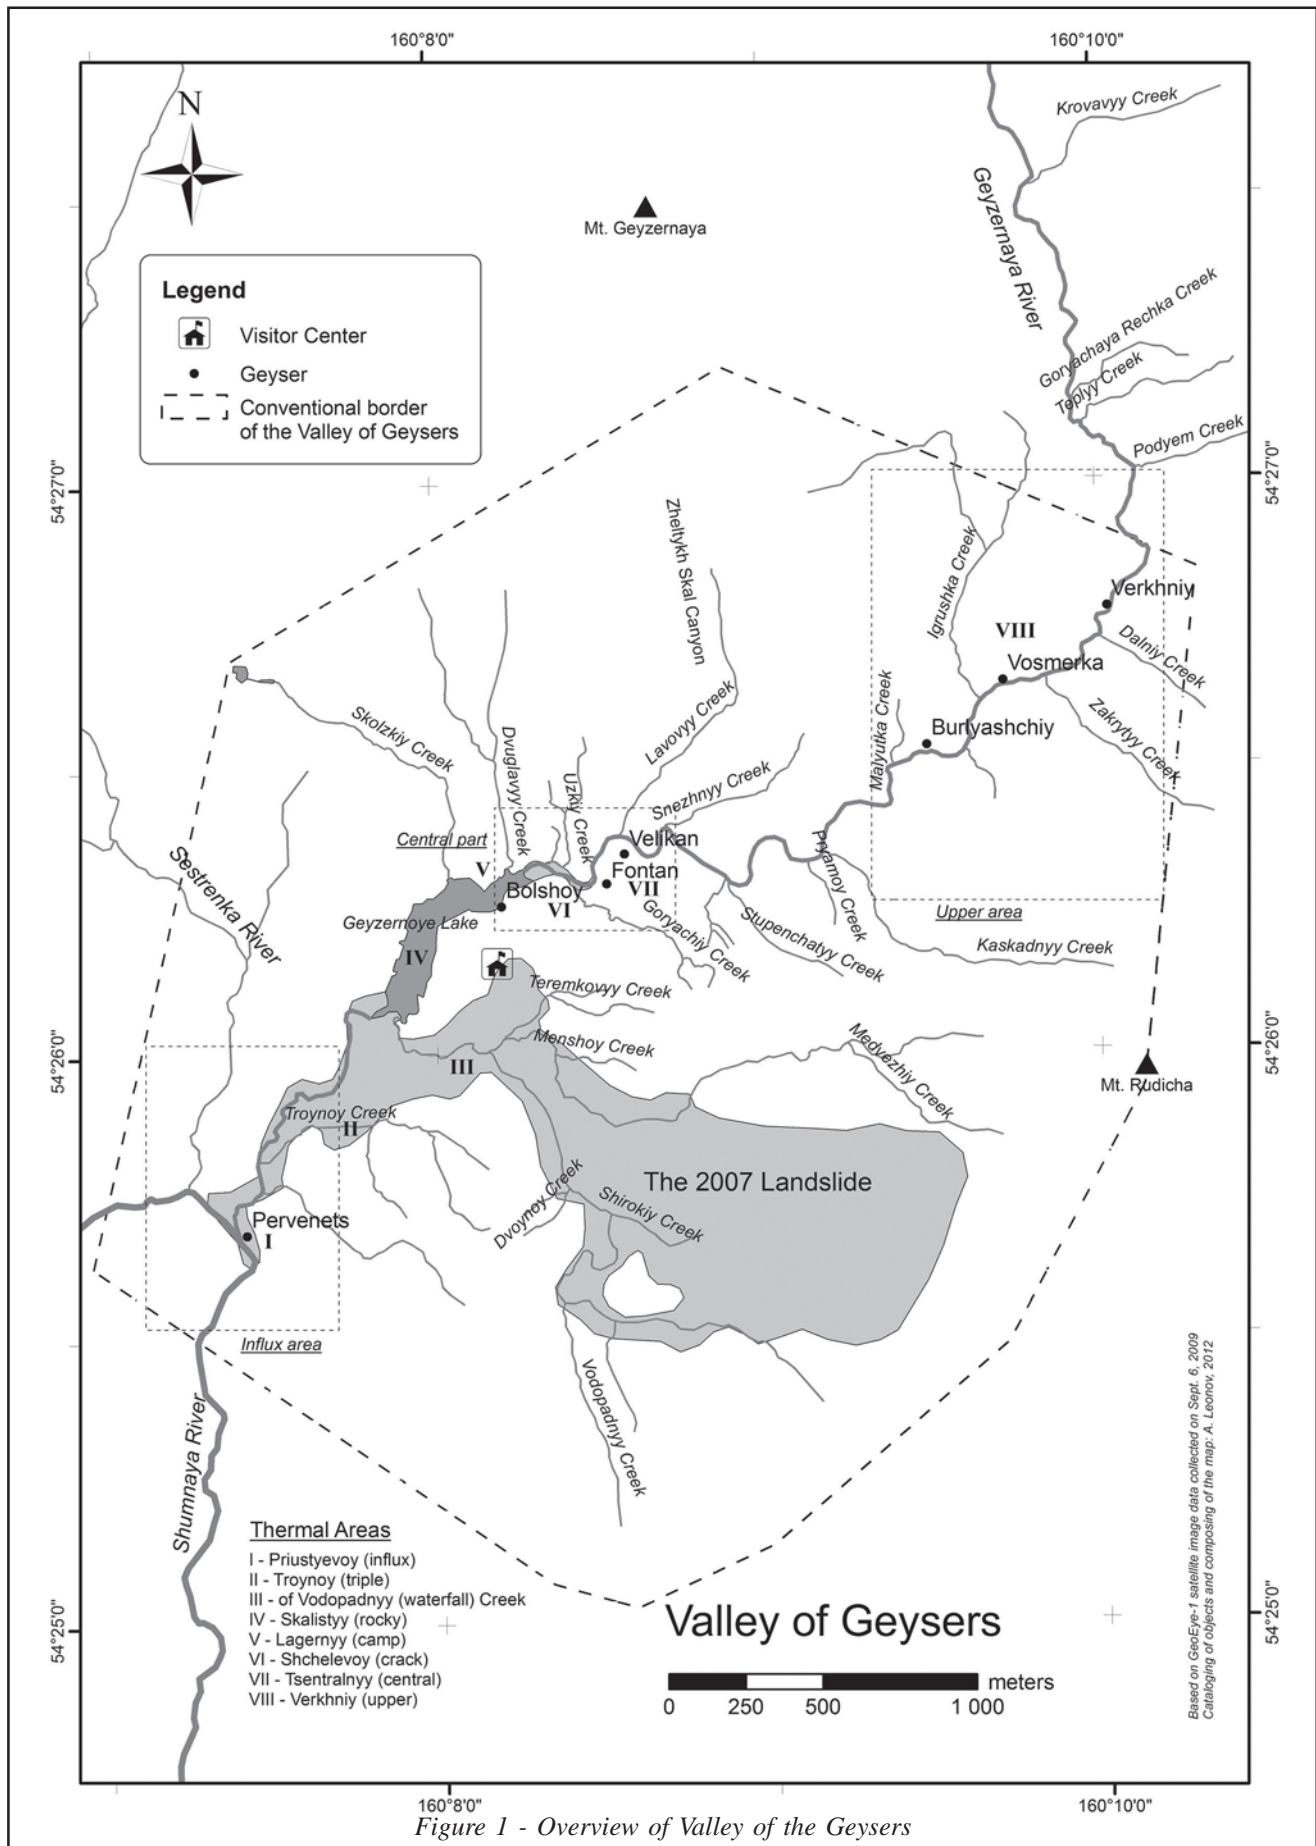 160°8'0"
160°10'0"
N
Krovavyy Creek
Geyzernaya River
Mt. Geyzernaya
Legend
Visitor Center
Geyser
Conventional border
of the Valley of Geysers
Goryachaya Rechka Creek
Teplyy Creek
Podyem Creek
54°27'0"
54°27'0"
Zheltykh Skal Canyon
Igrushka Creek
Verkhniy
VIII
Dalniy Creek
Vosmerka
Zaknytyy Creek
Malyutka Creek
Burlyashchiy
Skolzkiy Creek
Lavovyy Creek
Dvuglavyy Creek
Uzkiy Creek
Snezhnyy Creek
Central part
Velikan
Pryamoy Creek
Sestrenka River
V
Fontan
Bolshoy
VII
VI
Geyzernoye Lake
Goryachiy Creek
Stupenchatyy Creek
Upper area
Kaskadnyy Creek
IV
Teremkovyy Creek
Menshoy Creek
Medvezhiy Creek
54°26'0"
54°26'0"
III
Mt. Rudicha
Troynoy Creek
II
The 2007 Landslide
Dvoynoy Creek
Shirokiy Creek
Pervenets
I
Influx area
Vodopadnyy Creek
Shumnaya River
Thermal Areas
I - Priustyevoy (influx)
II - Troynoy (triple)
III - of Vodopadnyy (waterfall) Creek
IV - Skalistyy (rocky)
V - Lagernyy (camp)
VI - Shchelevoy (crack)
VII - Tsentralnyy (central)
VIII - Verkhniy (upper)
54°25'0"
54°25'0"
Valley of Geysers
meters
0 250 500 1 000
Based on GeoEye-1 satellite image data collected on Sept. 6, 2009
Cataloging of objects and composing of the map: A. Leonov, 2012
160°8'0"
160°10'0"
Figure 1 - Overview of Valley of the Geysers